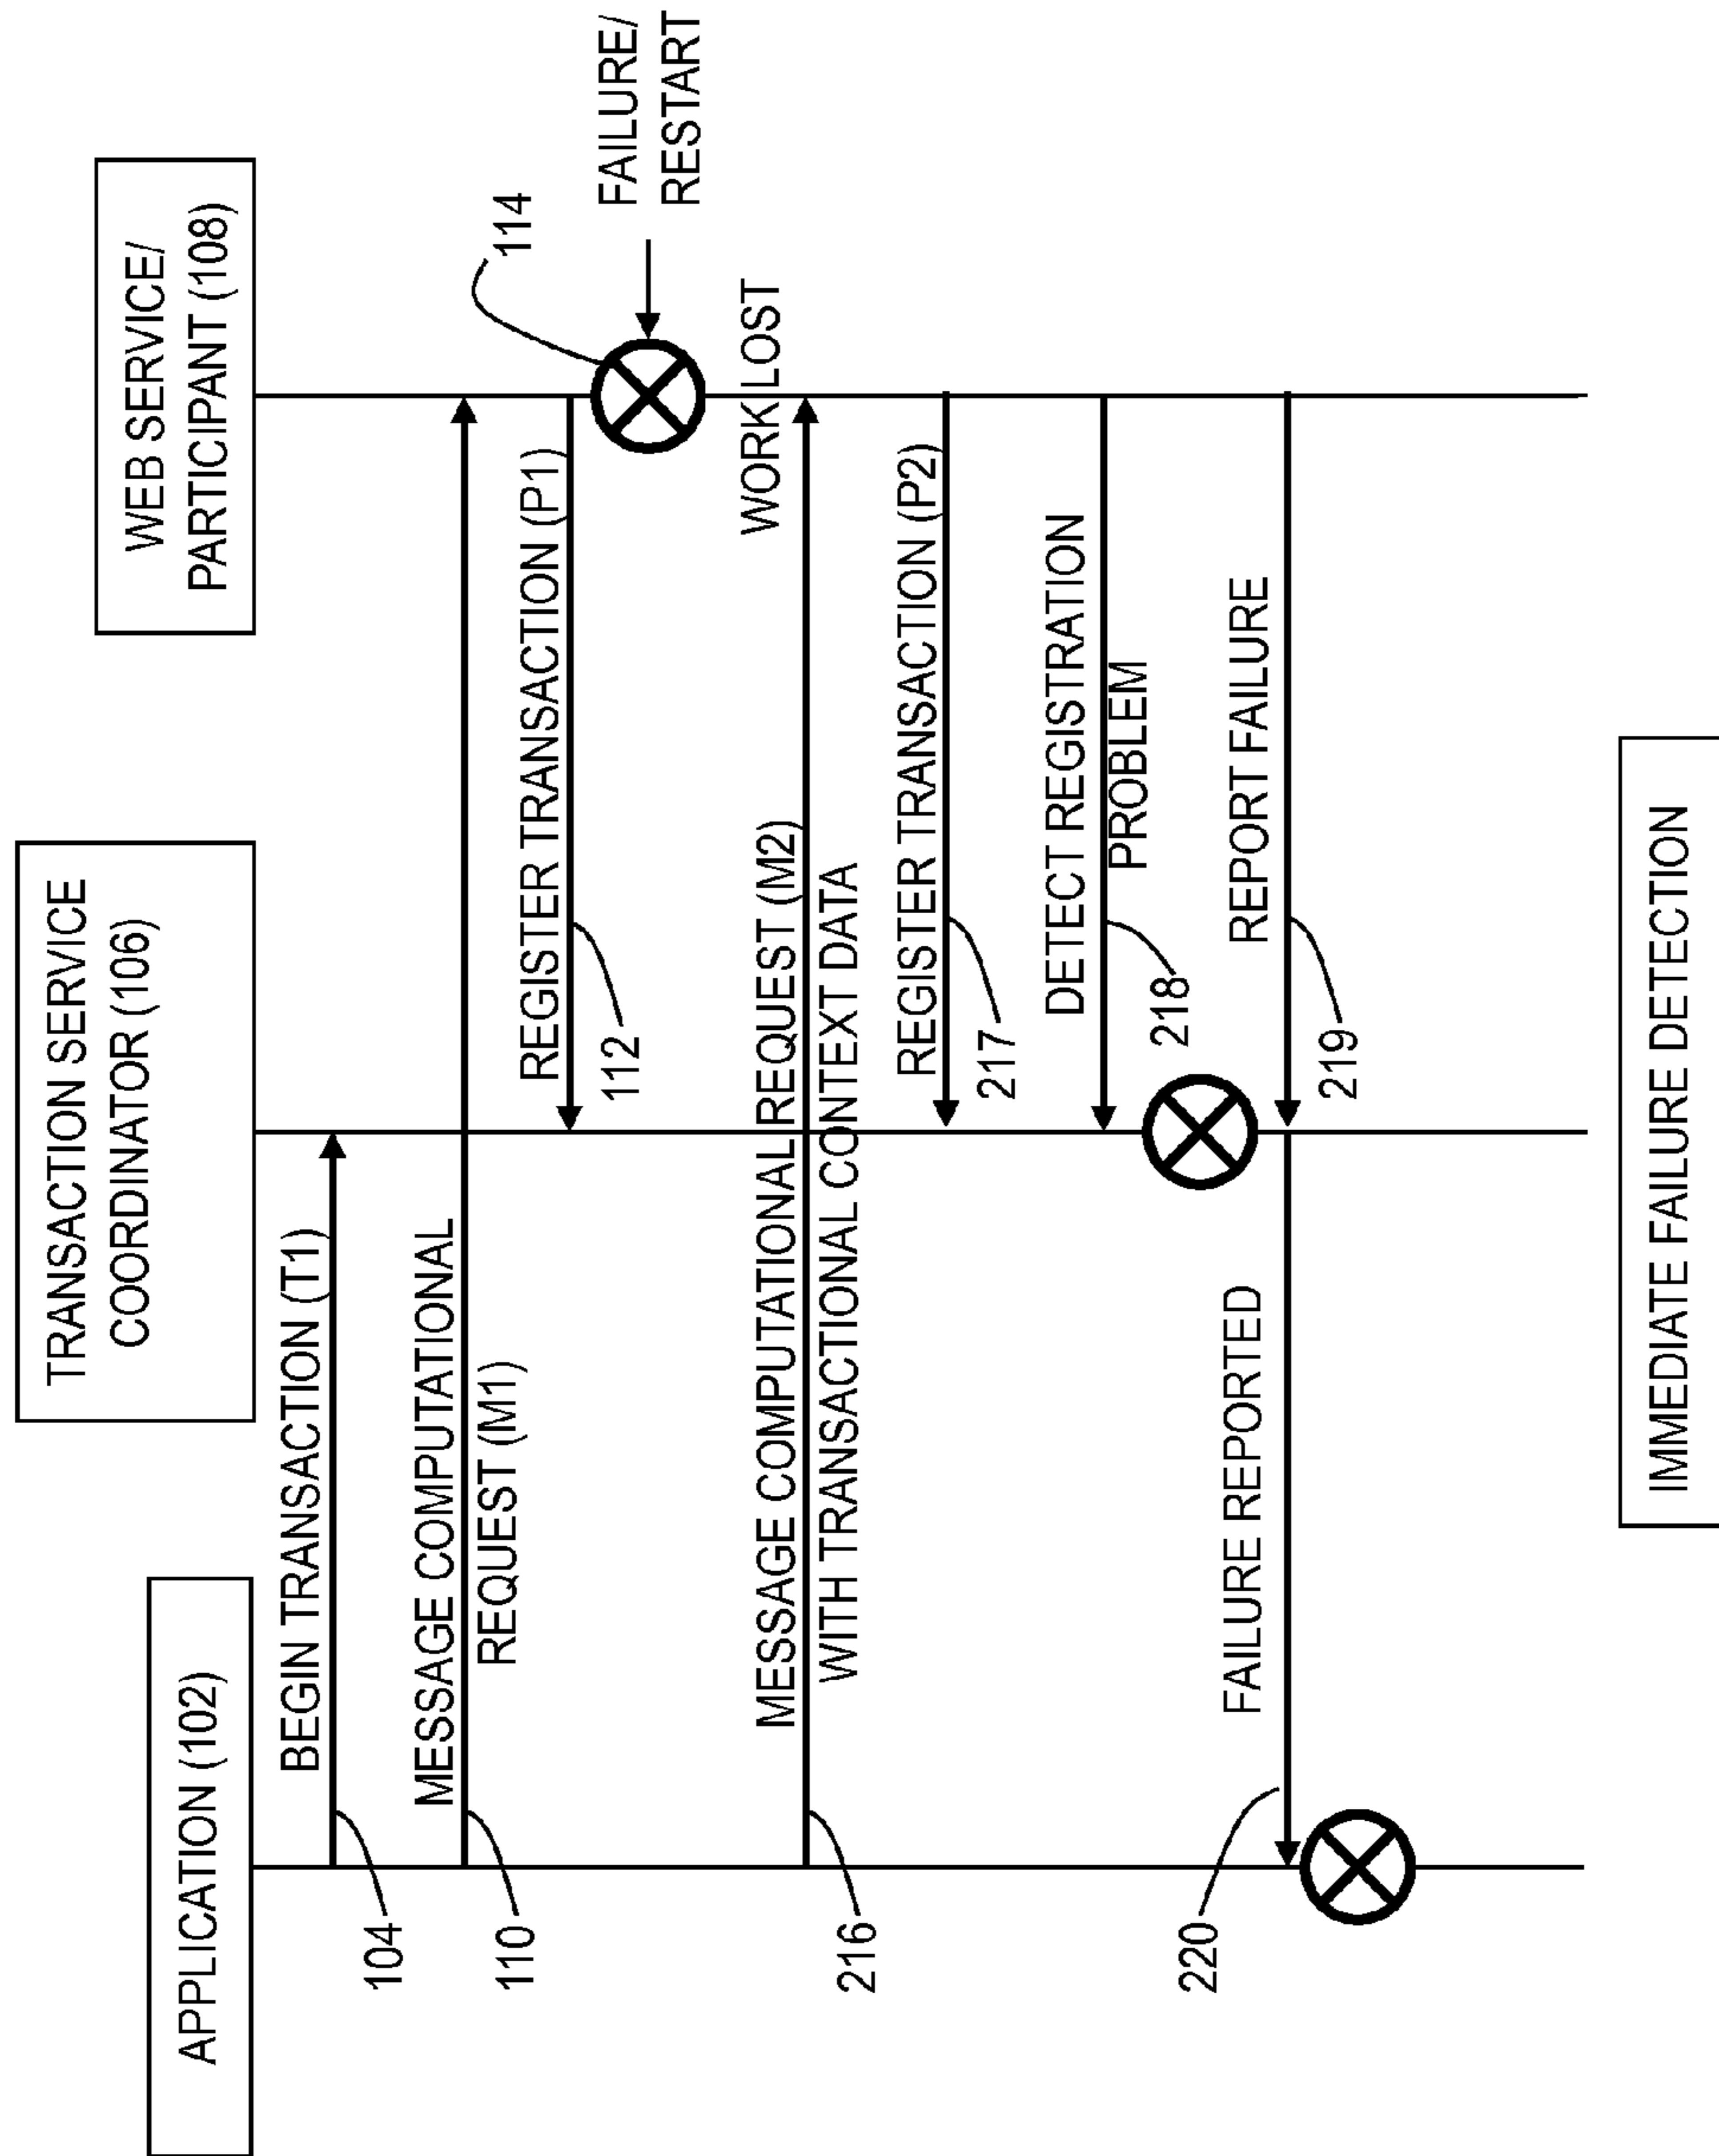 APPLICATION (102)
TRANSACTION SERVICE
COORDINATOR (106)
WEB SERVICE/
PARTICIPANT (108)
BEGIN TRANSACTION (T1)
104
MESSAGE COMPUTATIONAL
REQUEST (M1)
110
REGISTER TRANSACTION (P1)
112
114
FAILURE/
RESTART
WORK LOST
MESSAGE COMPUTATIONAL REQUEST (M2)
WITH TRANSACTIONAL CONTEXT DATA
216
REGISTER TRANSACTION (P2)
217
DETECT REGISTRATION
PROBLEM
218
REPORT FAILURE
219
FAILURE REPORTED
220
IMMEDIATE FAILURE DETECTION